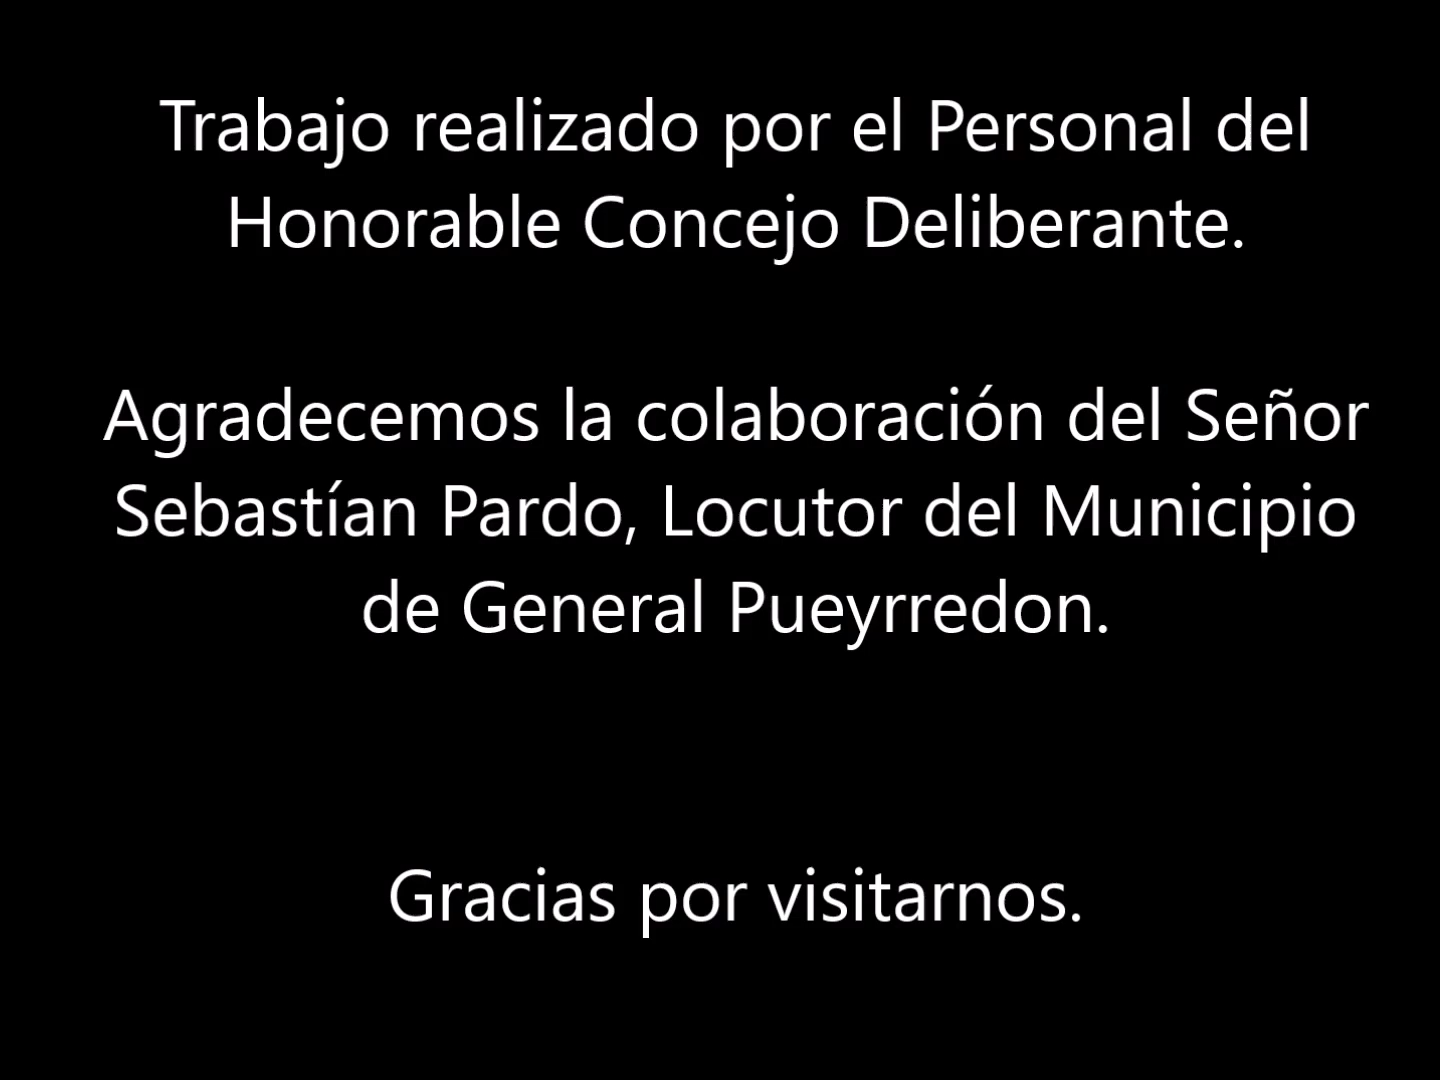 Trabajo realizado por el Personal del
Honorable Concejo Deliberante.
Agradecemos la colaboración del Señor
Sebastían Pardo, Locutor del Municipio
de General Pueyrredon.
Gracias por visitarnos.